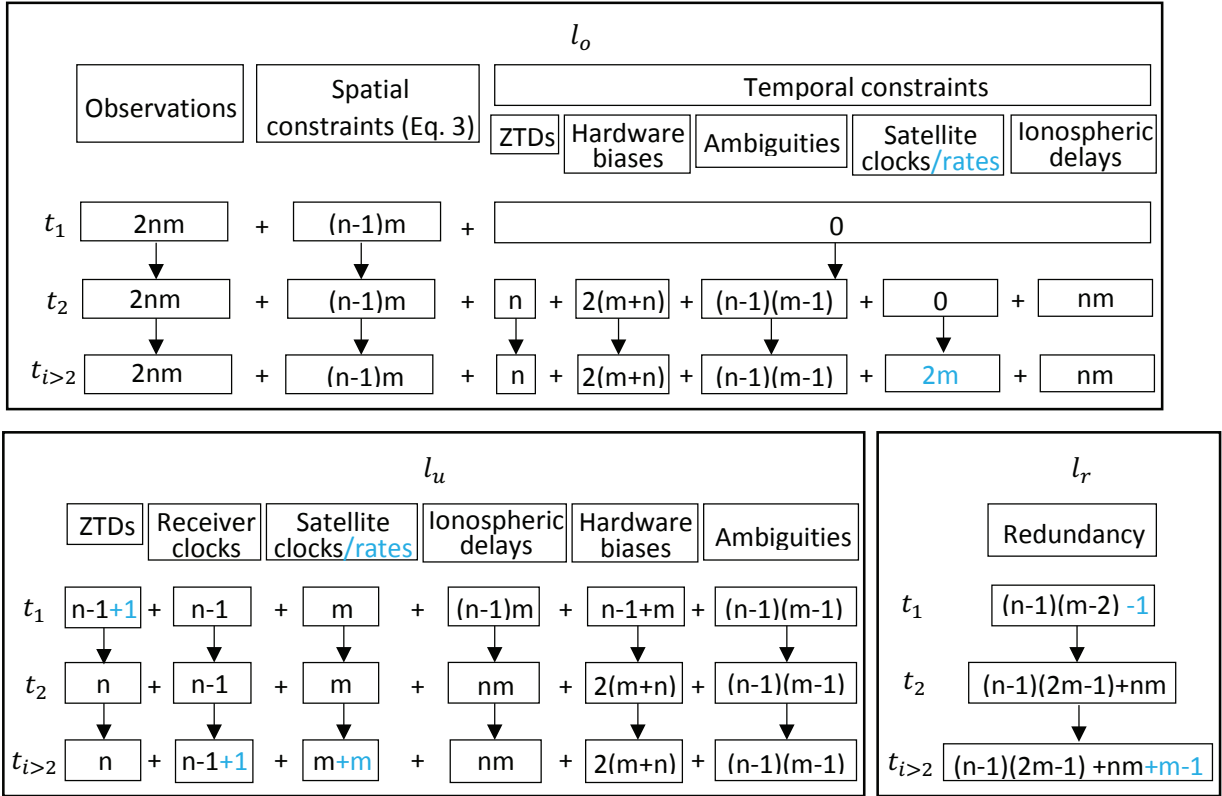 l_o
Observations
Spatial
constraints (Eq. 3)
Temporal constraints
ZTDs
Hardware
biases
Ambiguities
Satellite
clocks/rates
Ionospheric
delays
t_1 2nm + (n-1)m + 0
t_2 2nm + (n-1)m + n + 2(m+n) + (n-1)(m-1) + 0 + nm
t_{i>2} 2nm + (n-1)m + n + 2(m+n) + (n-1)(m-1) + 2m + nm
l_u
ZTDs
Receiver
clocks
Satellite
clocks/rates
Ionospheric
delays
Hardware
biases
Ambiguities
t_1 n-1+1 + n-1 + m + (n-1)m + n-1+m + (n-1)(m-1)
t_2 n + n-1 + m + nm + 2(m+n) + (n-1)(m-1)
t_{i>2} n + n-1+1 + m+m + nm + 2(m+n) + (n-1)(m-1)
l_r
Redundancy
t_1 (n-1)(m-2) -1
t_2 (n-1)(2m-1)+nm
t_{i>2} (n-1)(2m-1) +nm+m-1